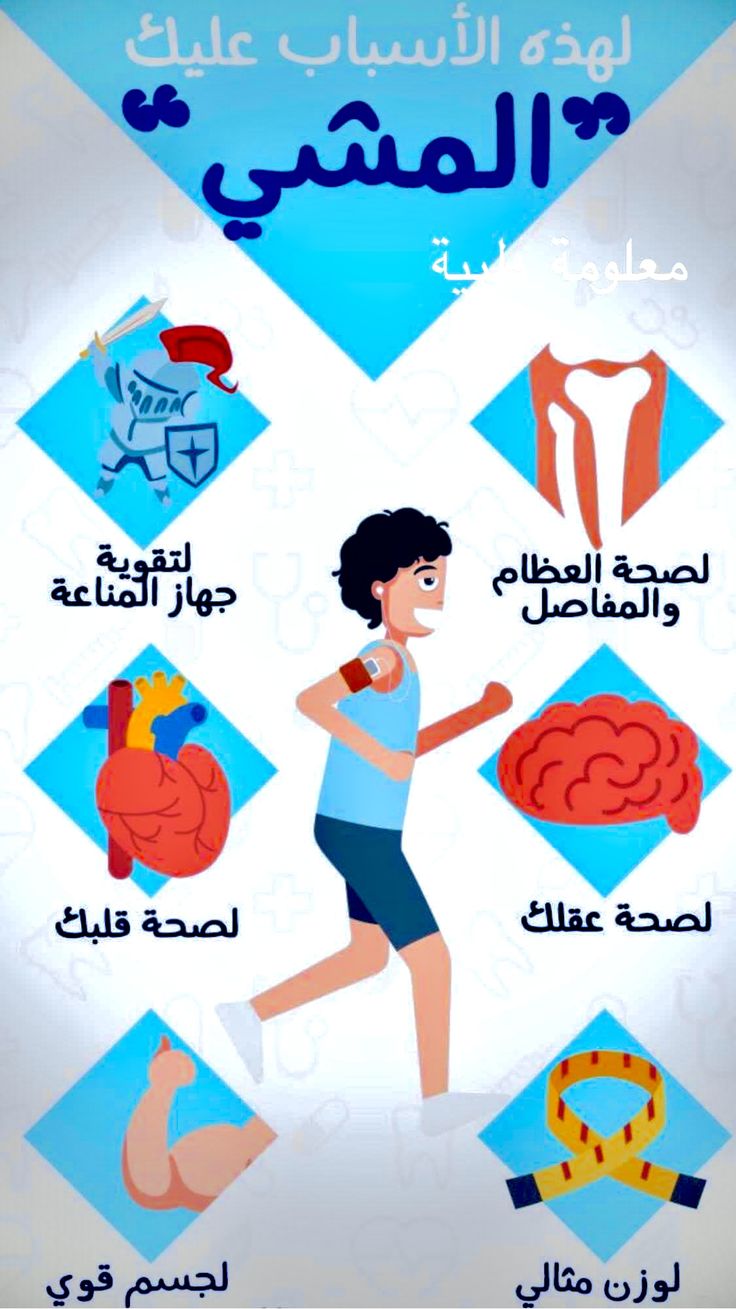 لهذه الأسباب عليك
”المشي“
معلومة طبية
لصحة العظام
والمفاصل
لتقوية
جهاز المناعة
لصحة عقلك
لصحة قلبك
لوزن مثالي
لجسم قوي